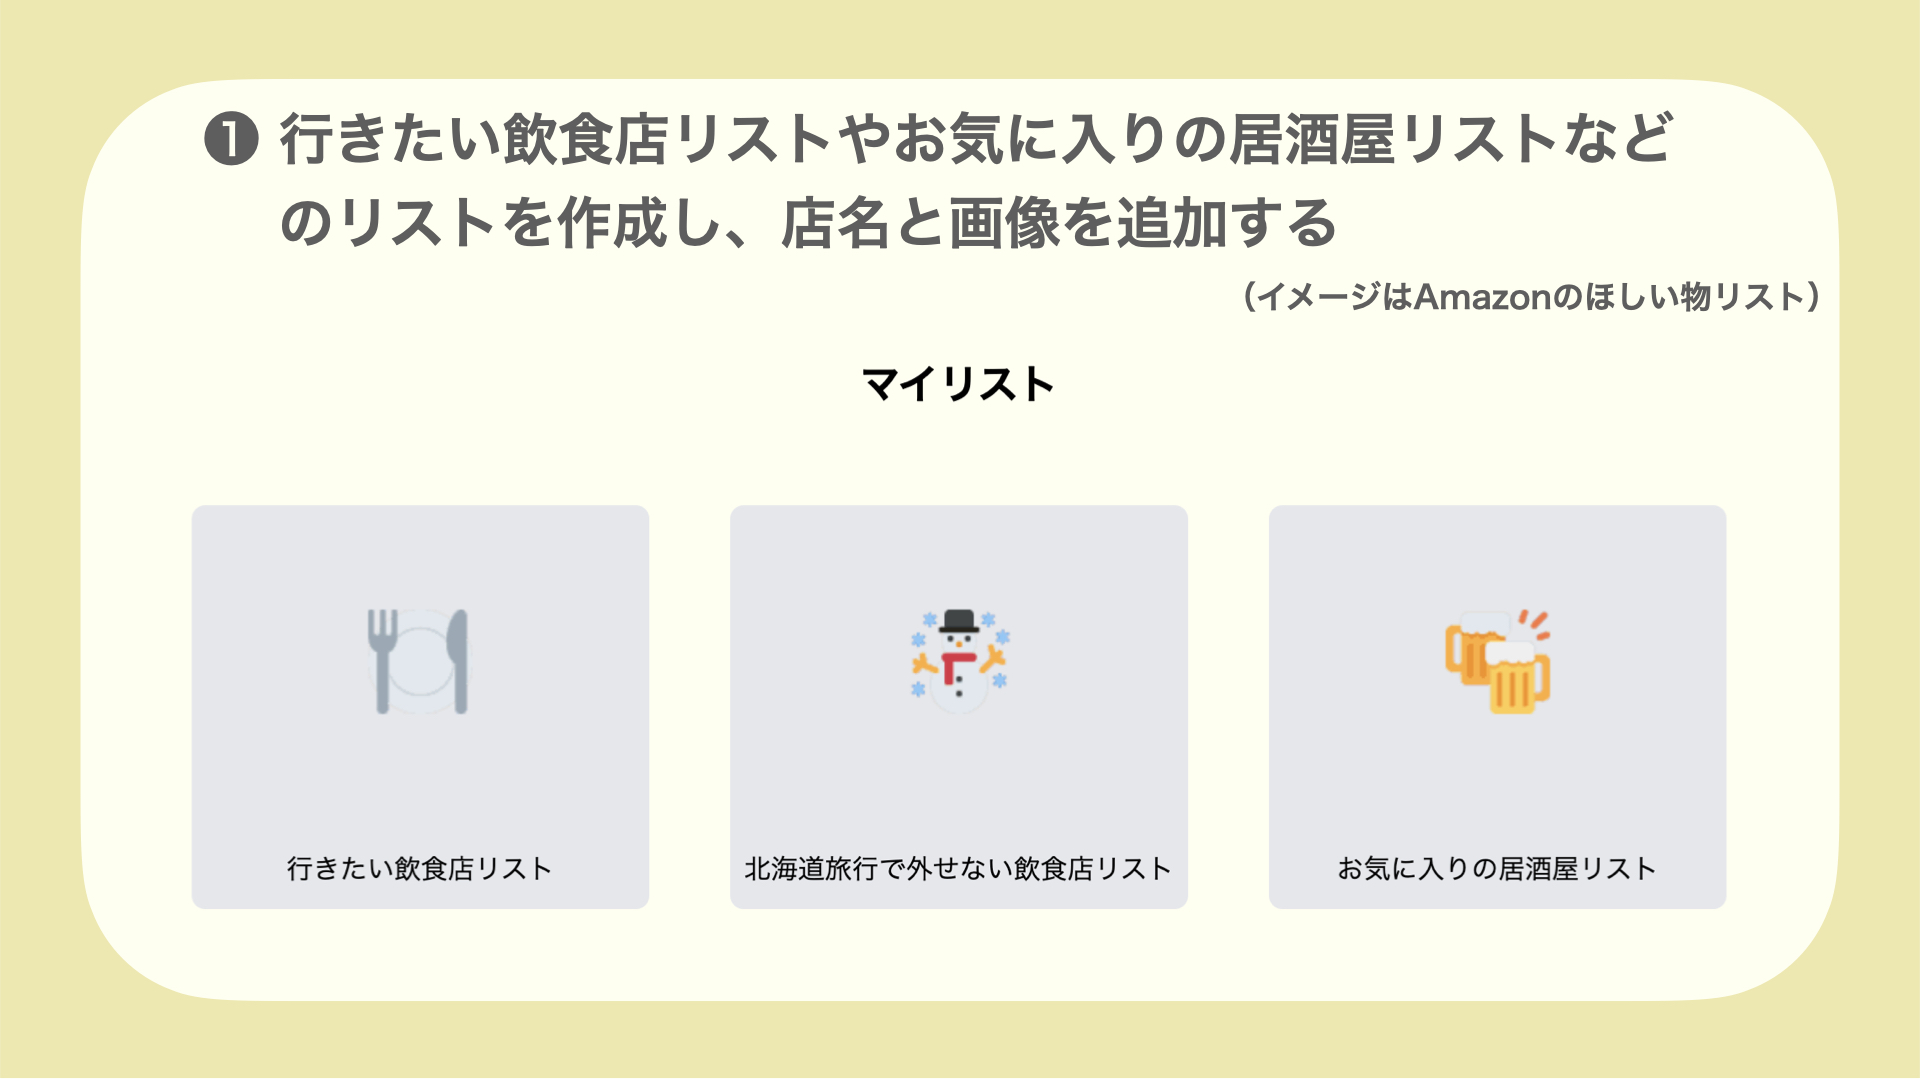 ❶ 行きたい飲食店リストやお気に入りの居酒屋リストなど
のリストを作成し、店名と画像を追加する
（イメージはAmazonのほしい物リスト）
マイリスト
行きたい飲食店リスト
北海道旅行で外せない飲食店リスト
お気に入りの居酒屋リスト